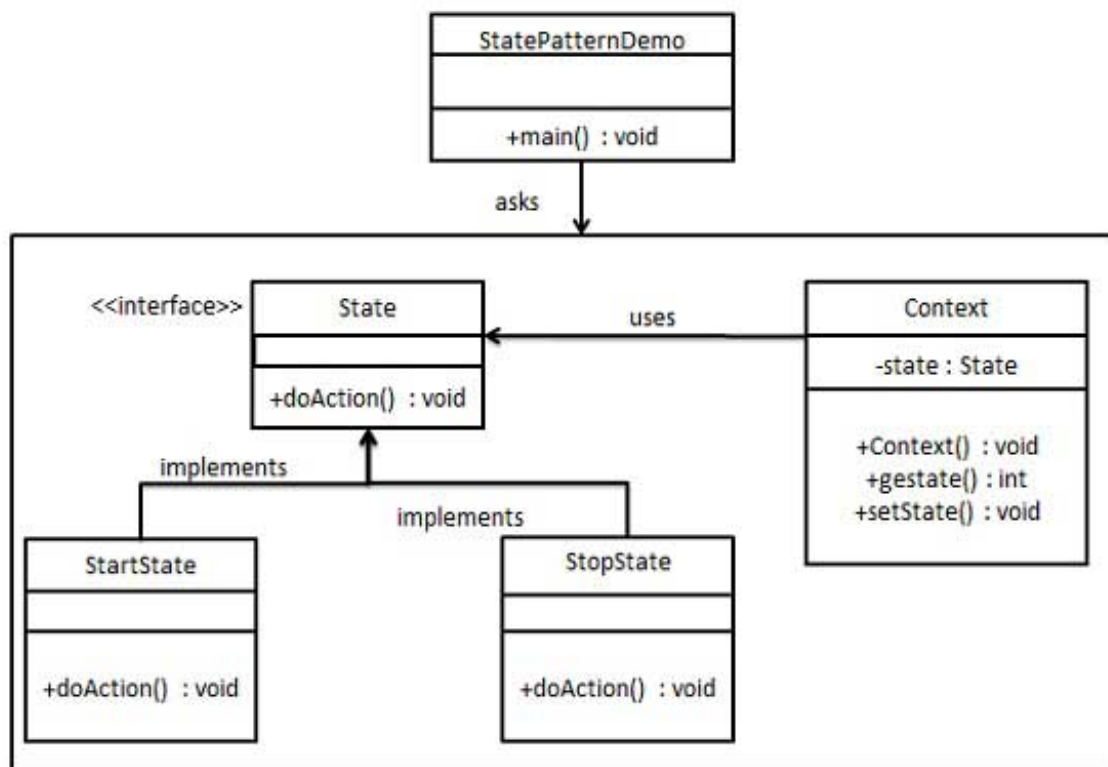 StatePatternDemo
+main() : void
asks
<<interface>>
State
+doAction() : void
uses
Context
-state : State
+Context() : void
+gestate() : int
+setState() : void
implements
implements
StartState
+doAction() : void
StopState
+doAction() : void